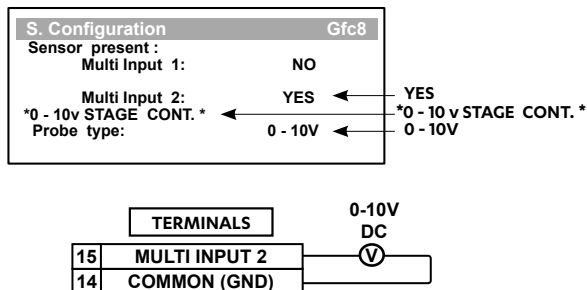 S. Configuration Gfc8
Sensor present :
Multi Input 1: NO
Multi Input 2: YES YES
*0 - 10v STAGE CONT. * *0 - 10 v STAGE CONT. *
Probe type: 0 - 10V 0 - 10V
TERMINALS 0-10V
DC
15 MULTI INPUT 2 V
14 COMMON (GND)